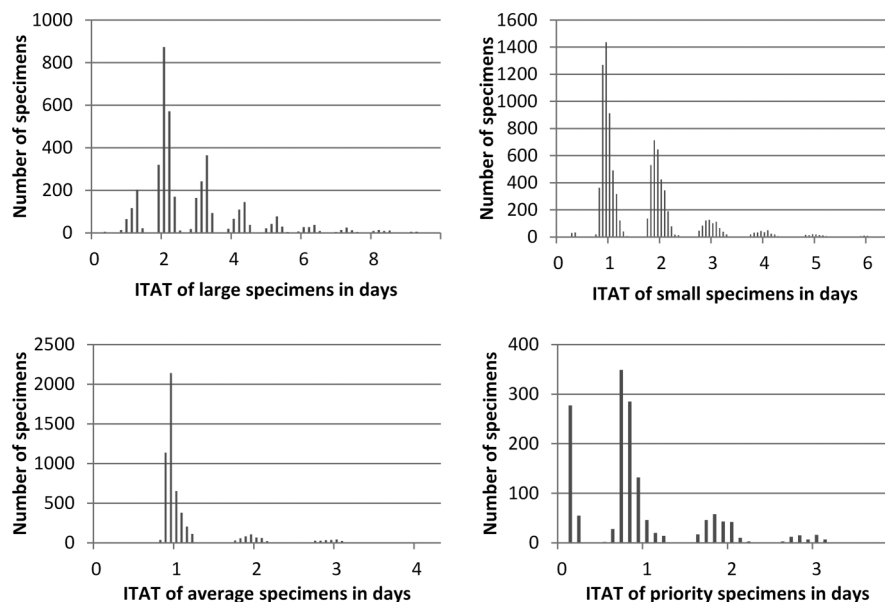 1000
800
600
400
200
0
Number of specimens
0 2 4 6 8
ITAT of large specimens in days
1600
1400
1200
1000
800
600
400
200
0
Number of specimens
0 1 2 3 4 5 6
ITAT of small specimens in days
2500
2000
1500
1000
500
0
Number of specimens
0 1 2 3 4
ITAT of average specimens in days
400
300
200
100
0
Number of specimens
0 1 2 3
ITAT of priority specimens in days